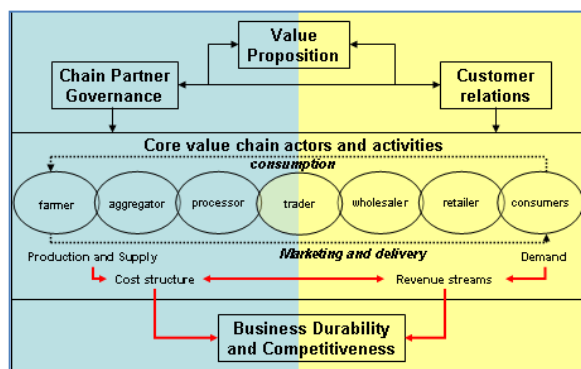 Value
Proposition
Chain Partner
Governance
Customer
relations
Core value chain actors and activities
consumption
farmer
aggregator
processor
trader
wholesaler
retailer
consumers
Marketing and delivery
Production and Supply
Demand
Cost structure
Revenue streams
Business Durability
and Competitiveness